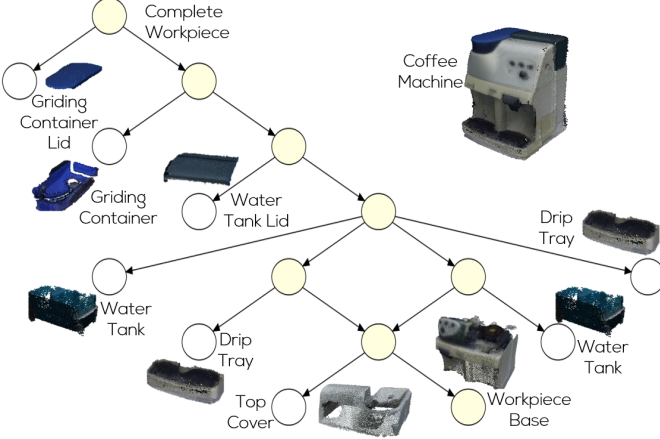 Complete
Workpiece
Coffee
Machine
Griding
Container
Lid
Griding
Container
Water
Tank Lid
Drip
Tray
Water
Tank
Drip
Tray
Water
Tank
Top
Cover
Workpiece
Base